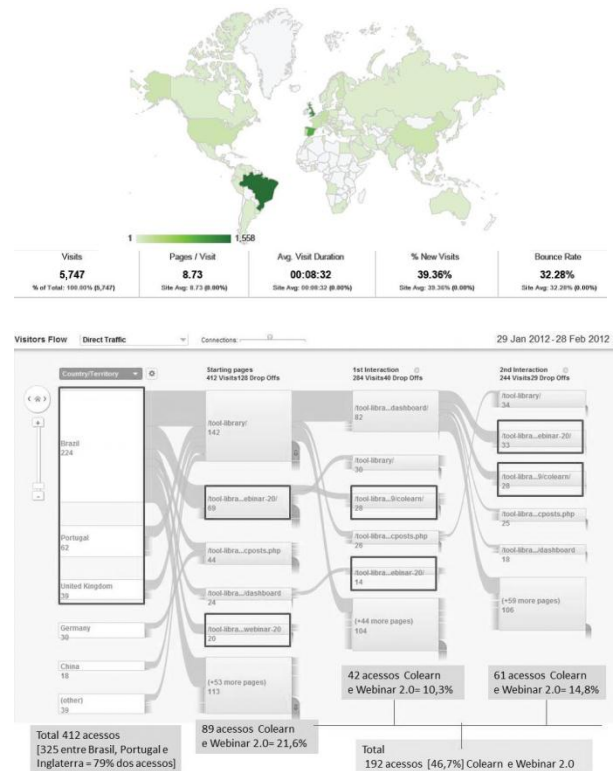 1
1,558
Visits
5,747
% of Total: 100.00% (5,747)
Pages / Visit
8.73
Site Avg: 8.73 (0.00%)
Avg. Visit Duration
00:08:32
Site Avg: 00:08:32 (0.00%)
% New Visits
39.36%
Site Avg: 39.36% (0.00%)
Bounce Rate
32.28%
Site Avg: 32.28% (0.00%)
Visitors Flow
Direct Traffic
Connections:
29 Jan 2012-28 Feb 2012
Country/Territory
Brazil
224
Portugal
62
United Kingdom
39
Germany
30
China
18
(other)
39
Starting pages
412 Visits128 Drop Offs
/tool-library/
142
/tool-libra...ebinar-20/
69
/tool-libra...cposts.php
44
/tool-libra.../dashboard
24
/tool-libra...webinar-20
20
(+53 more pages)
113
1st Interaction
284 Visits40 Drop Offs
/tool-libra...dashboard/
82
/tool-library/
30
/tool-libra...9/colearn/
28
/tool-libra...cposts.php
26
/tool-libra...ebinar-20/
14
(+44 more pages)
104
2nd Interaction
244 Visits29 Drop Offs
/tool-library/
34
/tool-libra...ebinar-20/
33
/tool-libra...9/colearn/
28
/tool-libra...cposts.php
25
/tool-libra.../dashboard
18
(+59 more pages)
106
42 acessos Colearn
e Webinar 2.0= 10,3%
61 acessos Colearn
e Webinar 2.0= 14,8%
89 acessos Colearn
e Webinar 2.0= 21,6%
Total 412 acessos
[325 entre Brasil, Portugal e
Inglaterra = 79% dos acessos]
Total
192 acessos [46,7%] Colearn e Webinar 2.0